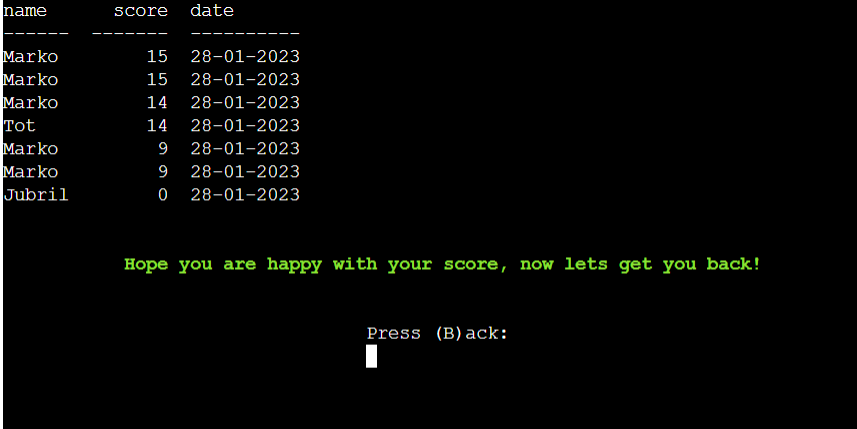 name    score  date
------  -------  ----------
Marko      15  28-01-2023
Marko      15  28-01-2023
Marko      14  28-01-2023
Tot        14  28-01-2023
Marko       9  28-01-2023
Marko       9  28-01-2023
Jubril      0  28-01-2023
Hope you are happy with your score, now lets get you back!
Press (B)ack: